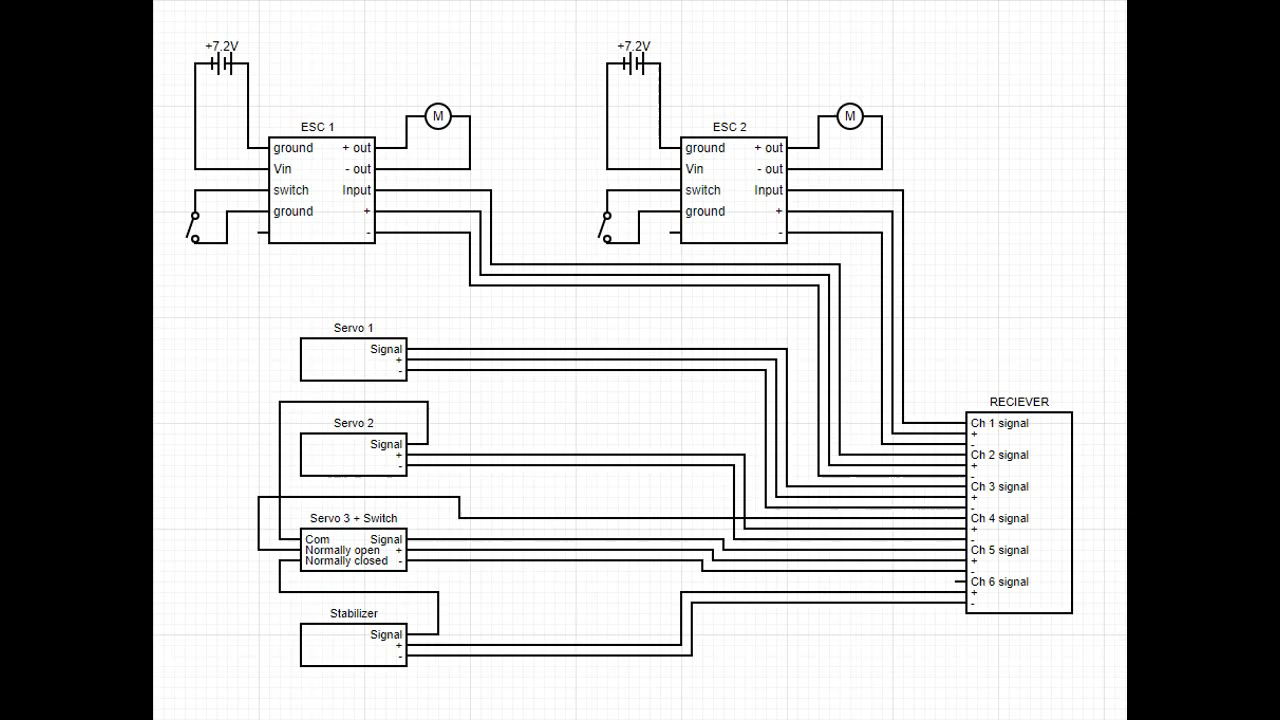 +7.2V
+7.2V
ESC 1
ESC 2
M
M
ground + out
Vin - out
switch Input
ground +
-
ground + out
Vin - out
switch Input
ground +
-
Servo 1
Signal
+
-
Servo 2
Signal
+
-
Servo 3 + Switch
Com Signal
Normally open +
Normally closed -
Stabilizer
Signal
+
-
RECIEVER
Ch 1 signal
+
-
Ch 2 signal
+
-
Ch 3 signal
+
-
Ch 4 signal
+
-
Ch 5 signal
+
-
Ch 6 signal
+
-